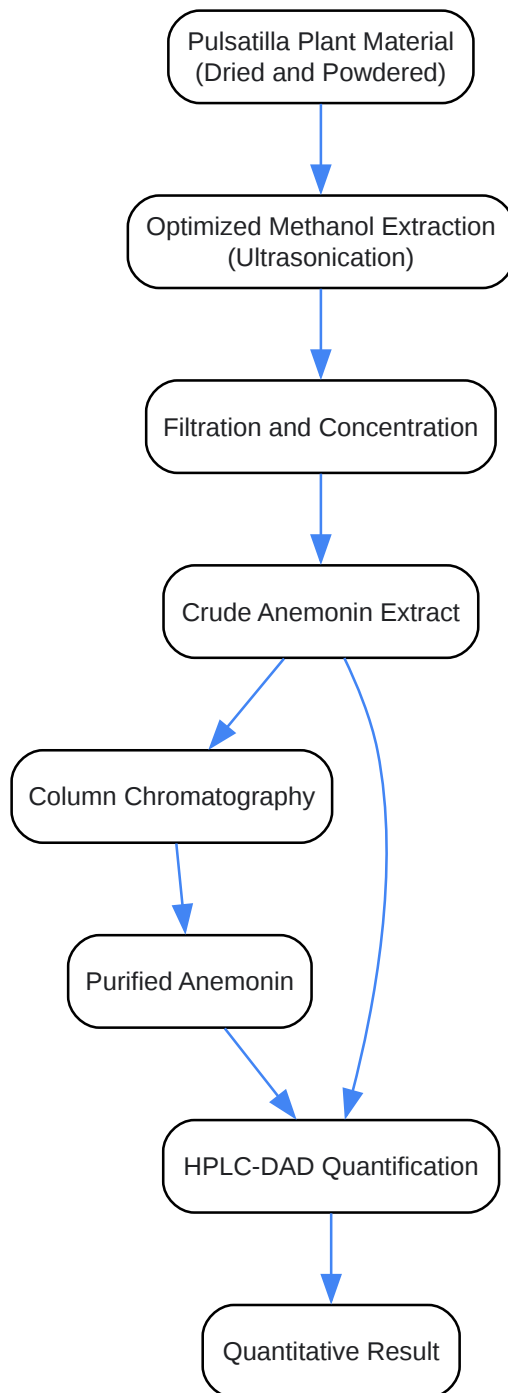 Pulsatilla Plant Material
(Dried and Powdered)
Optimized Methanol Extraction
(Ultrasonication)
Filtration and Concentration
Crude Anemonin Extract
Column Chromatography
Purified Anemonin
HPLC-DAD Quantification
Quantitative Result